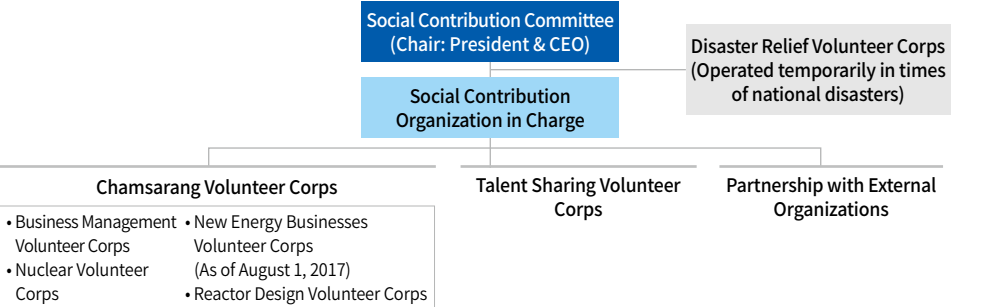 Social Contribution Committee
(Chair: President & CEO)
Disaster Relief Volunteer Corps
(Operated temporarily in times
of national disasters)
Social Contribution
Organization in Charge
Chamsarang Volunteer Corps
• Business Management
Volunteer Corps
• Nuclear Volunteer
Corps
• New Energy Businesses
Volunteer Corps
(As of August 1, 2017)
• Reactor Design Volunteer Corps
Talent Sharing Volunteer
Corps
Partnership with External
Organizations